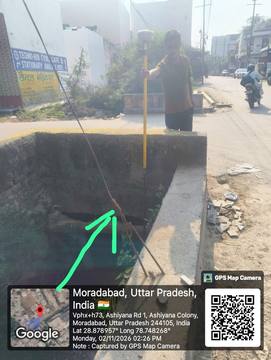 GPS Map Camera
Google
Moradabad, Uttar Pradesh,
India
Vphx+h73, Ashiyana Rd 1, Ashiyana Colony,
Moradabad, Uttar Pradesh 244105, India
Lat 28.878957° Long 78.748268°
Monday, 02/11/2026 02:26 PM
Note : Captured by GPS Map Camera